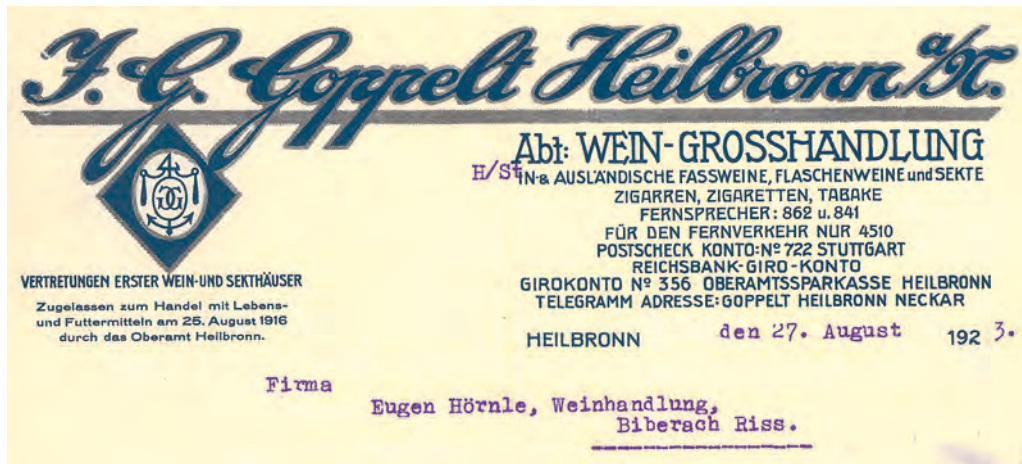 J. G. Goppelt Heilbronn a/N.
Abt: WEIN-GROSSHANDLUNG
H/St
IN-& AUSLÄNDISCHE FASSWEINE, FLASCHENWEINE und SEKTE
ZIGARREN, ZIGARETTEN, TABAKE
FERNSPRECHER: 862 u. 841
FÜR DEN FERNVERKEHR NUR 4510
POSTSCHECK KONTO: Nº 722 STUTTGART
REICHSBANK-GIRO-KONTO
GIROKONTO Nº 356 OBERAMTSSPARKASSE HEILBRONN
TELEGRAMM ADRESSE: GOPPELT HEILBRONN NECKAR
VERTRETUNGEN ERSTER WEIN-UND SEKTHÄUSER
Zugelassen zum Handel mit Lebens-
und Futtermitteln am 25. August 1916
durch das Oberamt Heilbronn.
HEILBRONN den 27. August 1923.
Firma
Eugen Hörnle, Weinhandlung,
Biberach Riss.